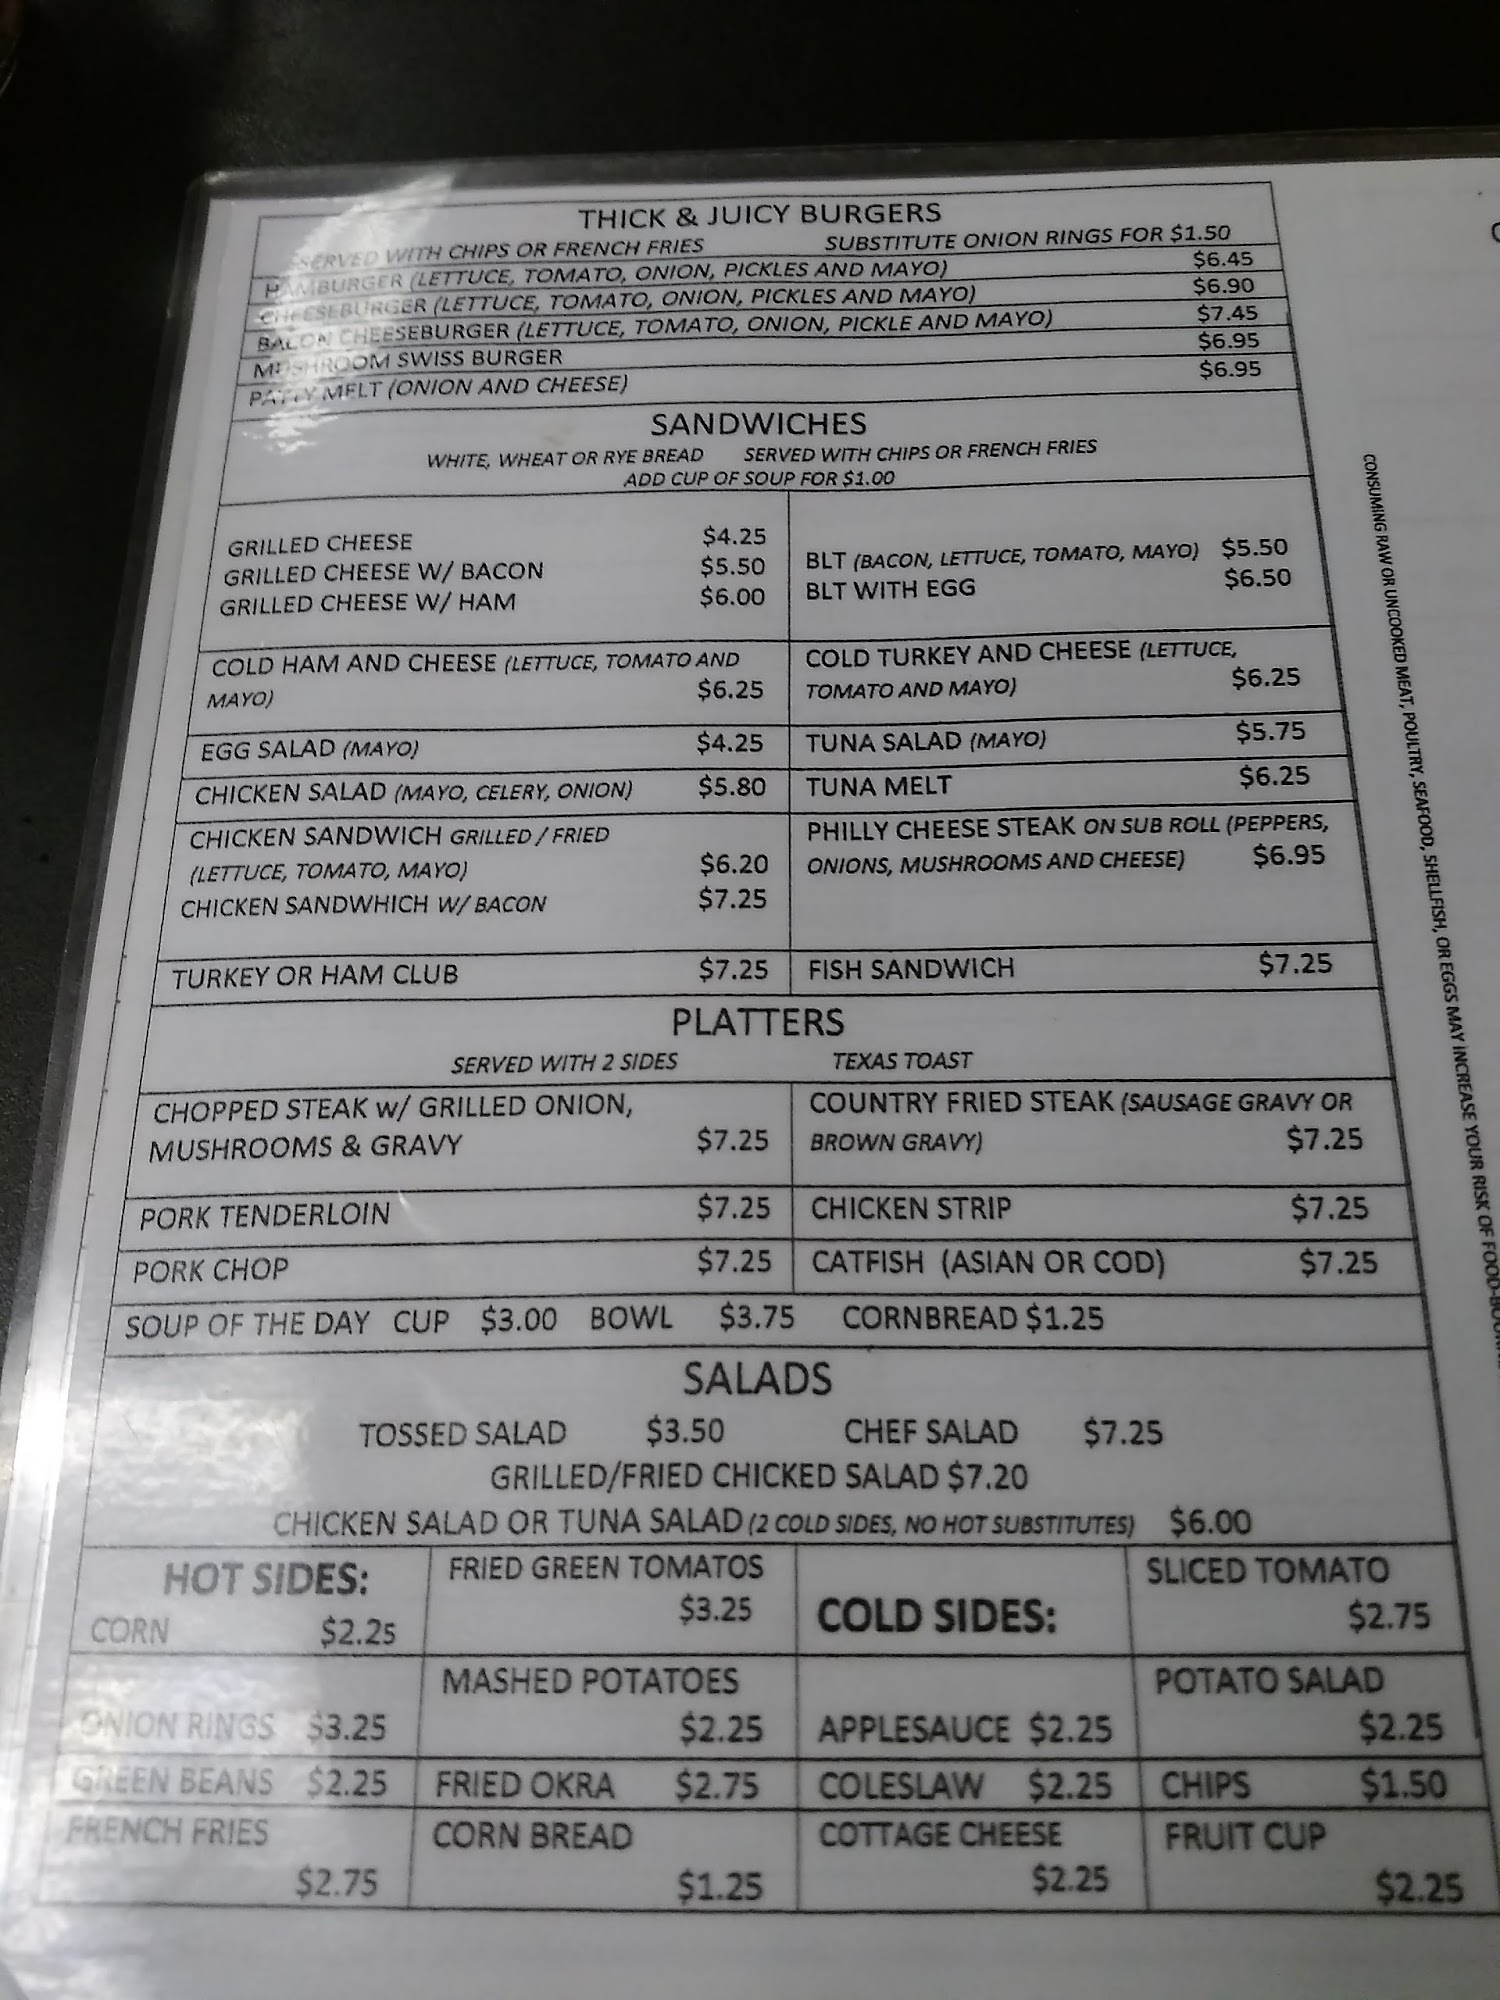 THICK & JUICY BURGERS
SERVED WITH CHIPS OR FRENCH FRIES SUBSTITUTE ONION RINGS FOR $1.50
HAMBURGER (LETTUCE, TOMATO, ONION, PICKLES AND MAYO) $6.45
CHEESEBURGER (LETTUCE, TOMATO, ONION, PICKLES AND MAYO) $6.90
BACON CHEESEBURGER (LETTUCE, TOMATO, ONION, PICKLE AND MAYO) $7.45
MUSHROOM SWISS BURGER $6.95
PATTY MELT (ONION AND CHEESE) $6.95
SANDWICHES
WHITE, WHEAT OR RYE BREAD SERVED WITH CHIPS OR FRENCH FRIES
ADD CUP OF SOUP FOR $1.00
GRILLED CHEESE $4.25
GRILLED CHEESE W/ BACON $5.50
GRILLED CHEESE W/ HAM $6.00
BLT (BACON, LETTUCE, TOMATO, MAYO) $5.50
BLT WITH EGG $6.50
COLD HAM AND CHEESE (LETTUCE, TOMATO AND
MAYO) $6.25
COLD TURKEY AND CHEESE (LETTUCE,
TOMATO AND MAYO) $6.25
EGG SALAD (MAYO) $4.25
TUNA SALAD (MAYO) $5.75
CHICKEN SALAD (MAYO, CELERY, ONION) $5.80
TUNA MELT $6.25
CHICKEN SANDWICH GRILLED / FRIED
(LETTUCE, TOMATO, MAYO) $6.20
CHICKEN SANDWHICH W/ BACON $7.25
PHILLY CHEESE STEAK ON SUB ROLL (PEPPERS,
ONIONS, MUSHROOMS AND CHEESE) $6.95
TURKEY OR HAM CLUB $7.25
FISH SANDWICH $7.25
PLATTERS
SERVED WITH 2 SIDES TEXAS TOAST
CHOPPED STEAK w/ GRILLED ONION,
MUSHROOMS & GRAVY $7.25
COUNTRY FRIED STEAK (SAUSAGE GRAVY OR
BROWN GRAVY) $7.25
PORK TENDERLOIN $7.25
CHICKEN STRIP $7.25
PORK CHOP $7.25
CATFISH (ASIAN OR COD) $7.25
SOUP OF THE DAY CUP $3.00 BOWL $3.75 CORNBREAD $1.25
SALADS
TOSSED SALAD $3.50 CHEF SALAD $7.25
GRILLED/FRIED CHICKED SALAD $7.20
CHICKEN SALAD OR TUNA SALAD (2 COLD SIDES, NO HOT SUBSTITUTES) $6.00
HOT SIDES:
CORN $2.25
FRIED GREEN TOMATOS
$3.25
COLD SIDES:
SLICED TOMATO
$2.75
ONION RINGS $3.25
MASHED POTATOES
$2.25
APPLESAUCE $2.25
POTATO SALAD
$2.25
GREEN BEANS $2.25
FRIED OKRA $2.75
COLESLAW $2.25
CHIPS $1.50
FRENCH FRIES
$2.75
CORN BREAD
$1.25
COTTAGE CHEESE
$2.25
FRUIT CUP
$2.25
CONSUMING RAW OR UNCOOKED MEAT, POULTRY, SEAFOOD, SHELLFISH, OR EGGS MAY INCREASE YOUR RISK OF